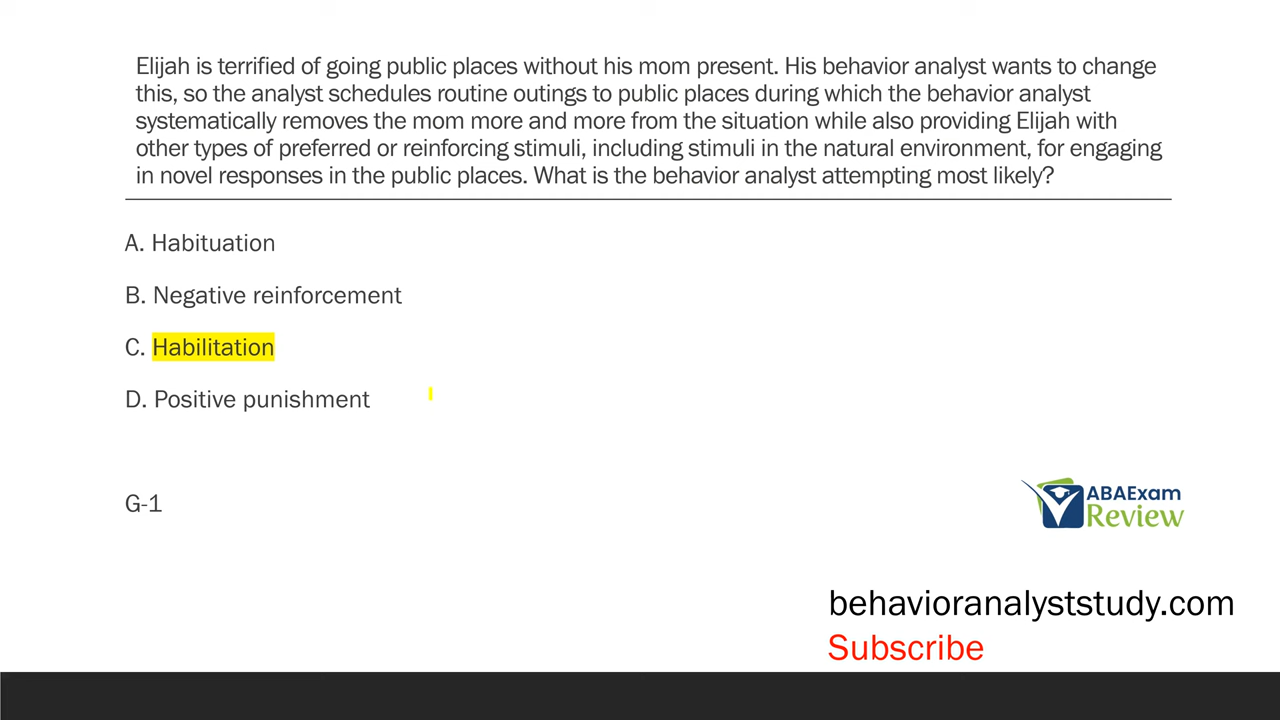 Elijah is terrified of going public places without his mom present. His behavior analyst wants to change
this, so the analyst schedules routine outings to public places during which the behavior analyst
systematically removes the mom more and more from the situation while also providing Elijah with
other types of preferred or reinforcing stimuli, including stimuli in the natural environment, for engaging
in novel responses in the public places. What is the behavior analyst attempting most likely?
A. Habituation
B. Negative reinforcement
C. Habilitation
D. Positive punishment
G-1
ABAExam
Review
behavioranalyststudy.com
Subscribe